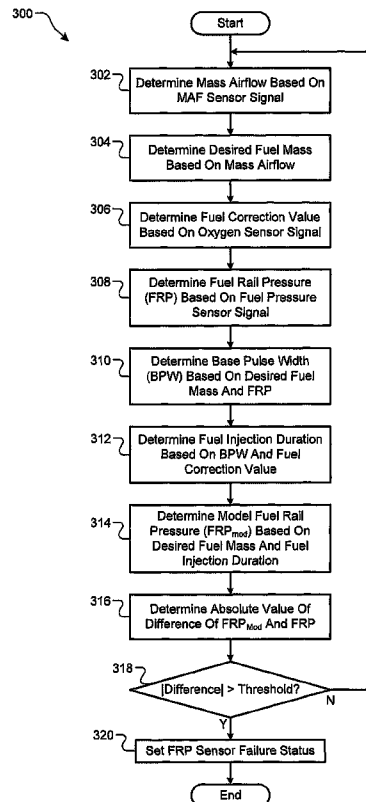 300
Start
302
Determine Mass Airflow Based On
MAF Sensor Signal
304
Determine Desired Fuel Mass
Based On Mass Airflow
306
Determine Fuel Correction Value
Based On Oxygen Sensor Signal
308
Determine Fuel Rail Pressure
(FRP) Based On Fuel Pressure
Sensor Signal
310
Determine Base Pulse Width
(BPW) Based On Desired Fuel
Mass And FRP
312
Determine Fuel Injection Duration
Based On BPW And Fuel
Correction Value
314
Determine Model Fuel Rail
Pressure (FRPmod) Based On
Desired Fuel Mass And Fuel
Injection Duration
316
Determine Absolute Value Of
Difference Of FRPMod And FRP
318
|Difference| > Threshold?
N
Y
320
Set FRP Sensor Failure Status
End